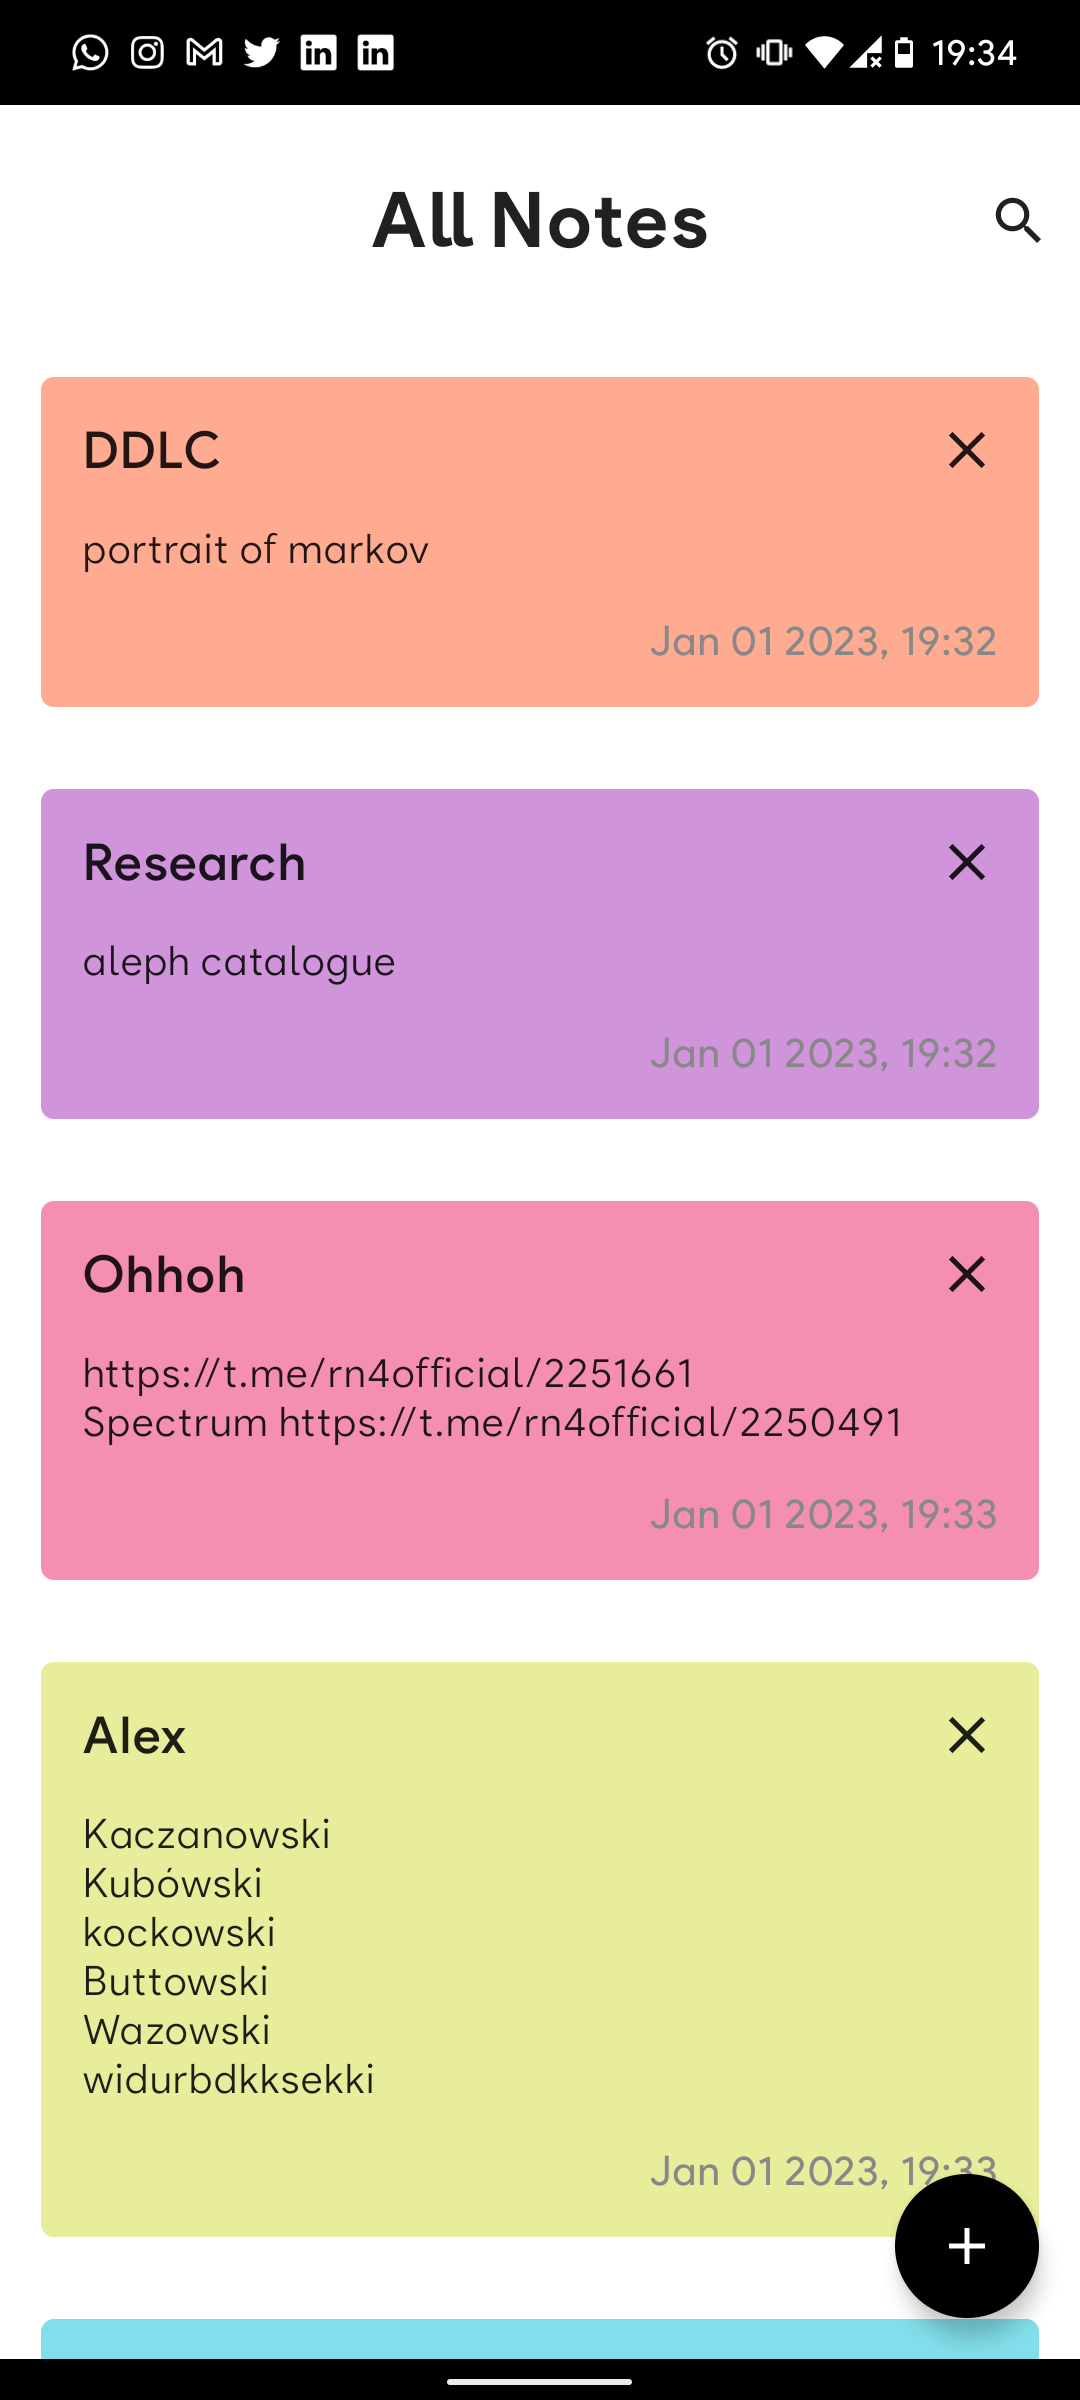 19:34
All Notes
DDLC
portrait of markov
Jan 01 2023, 19:32
Research
aleph catalogue
Jan 01 2023, 19:32
Ohhoh
https://t.me/rn4official/2251661
Spectrum https://t.me/rn4official/2250491
Jan 01 2023, 19:33
Alex
Kaczanowski
Kubówski
kockowski
Buttowski
Wazowski
widurbdkksekki
Jan 01 2023, 19:33